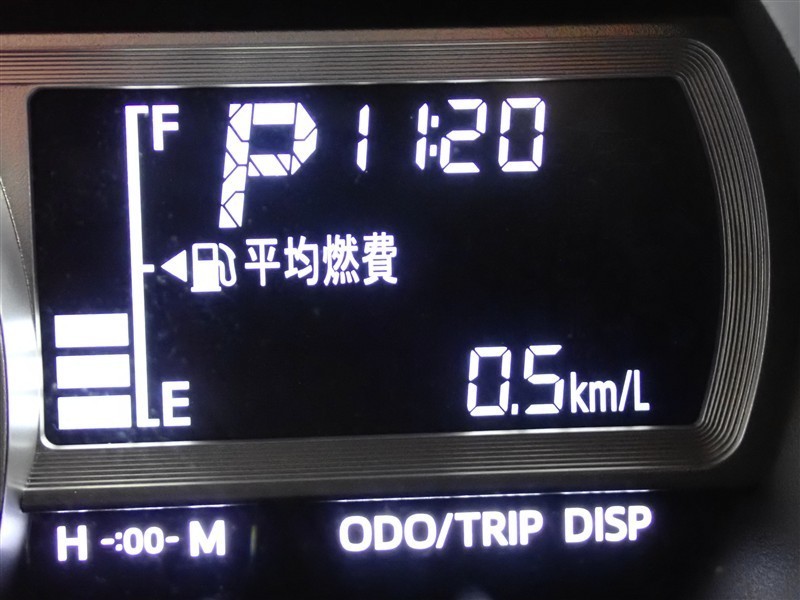 F
P 11:20
平均燃費
E
0.5km/L
H -:00- M ODO/TRIP DISP